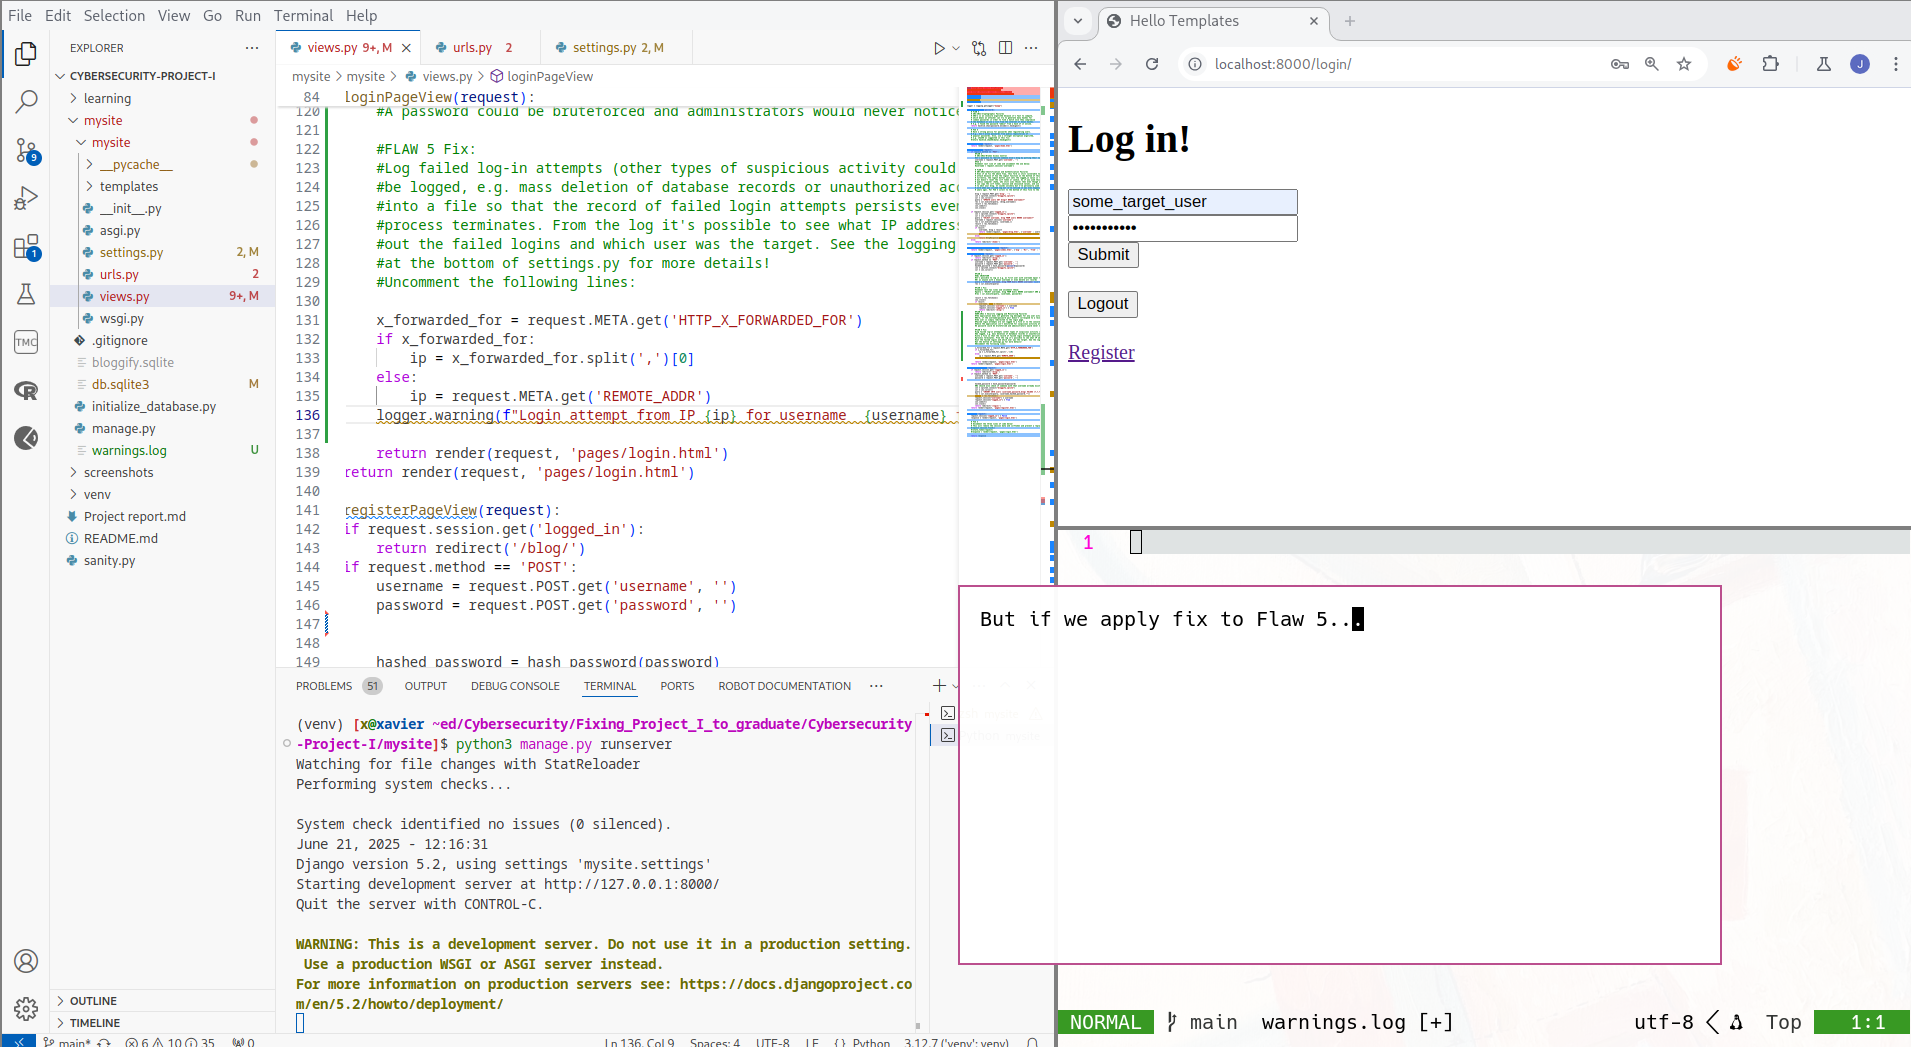 File Edit Selection View Go Run Terminal Help
EXPLORER
CYBERSECURITY-PROJECT-I
learning
mysite
mysite
__pycache__
templates
__init__.py
asgi.py
settings.py 2, M
urls.py 2
views.py 9+, M
wsgi.py
.gitignore
bloggify.sqlite
db.sqlite3 M
initialize_database.py
manage.py
warnings.log U
screenshots
venv
Project report.md
README.md
sanity.py
OUTLINE
TIMELINE
9
1
TMC
views.py 9+, M urls.py 2 settings.py 2, M
mysite > mysite > views.py > loginPageView
84 loginPageView(request):
120 #A password could be bruteforced and administrators would never notice
121
122 #FLAW 5 Fix:
123 #Log failed log-in attempts (other types of suspicious activity could
124 #be logged, e.g. mass deletion of database records or unauthorized acc
125 #into a file so that the record of failed login attempts persists even
126 #process terminates. From the log it's possible to see what IP address
127 #out the failed logins and which user was the target. See the logging
128 #at the bottom of settings.py for more details!
129 #Uncomment the following lines:
130
131 x_forwarded_for = request.META.get('HTTP_X_FORWARDED_FOR')
132 if x_forwarded_for:
133 ip = x_forwarded_for.split(',')[0]
134 else:
135 ip = request.META.get('REMOTE_ADDR')
136 logger.warning(f"Login attempt from IP {ip} for username  {username}
137
138 return render(request, 'pages/login.html')
139 return render(request, 'pages/login.html')
140
141 registerPageView(request):
142 if request.session.get('logged_in'):
143 return redirect('/blog/')
144 if request.method == 'POST':
145 username = request.POST.get('username', '')
146 password = request.POST.get('password', '')
147
148
149 hashed password = hash password(password)
PROBLEMS 51 OUTPUT DEBUG CONSOLE TERMINAL PORTS ROBOT DOCUMENTATION
(venv) [x@xavier ~ed/Cybersecurity/Fixing_Project_I_to_graduate/Cybersecurity
-Project-I/mysite]$ python3 manage.py runserver
Watching for file changes with StatReloader
Performing system checks...
System check identified no issues (0 silenced).
June 21, 2025 - 12:16:31
Django version 5.2, using settings 'mysite.settings'
Starting development server at http://127.0.0.1:8000/
Quit the server with CONTROL-C.
WARNING: This is a development server. Do not use it in a production setting.
Use a production WSGI or ASGI server instead.
For more information on production servers see: https://docs.djangoproject.co
m/en/5.2/howto/deployment/
main* 6 10 35 0 Ln 136, Col 9 Spaces: 4 UTF-8 LF {} Python 3.12.7 ('venv': venv)
Hello Templates
localhost:8000/login/
J
Log in!
some_target_user
•••••••••••
Submit
Logout
Register
1
But if we apply fix to Flaw 5...
NORMAL main warnings.log [+] utf-8 Top 1:1